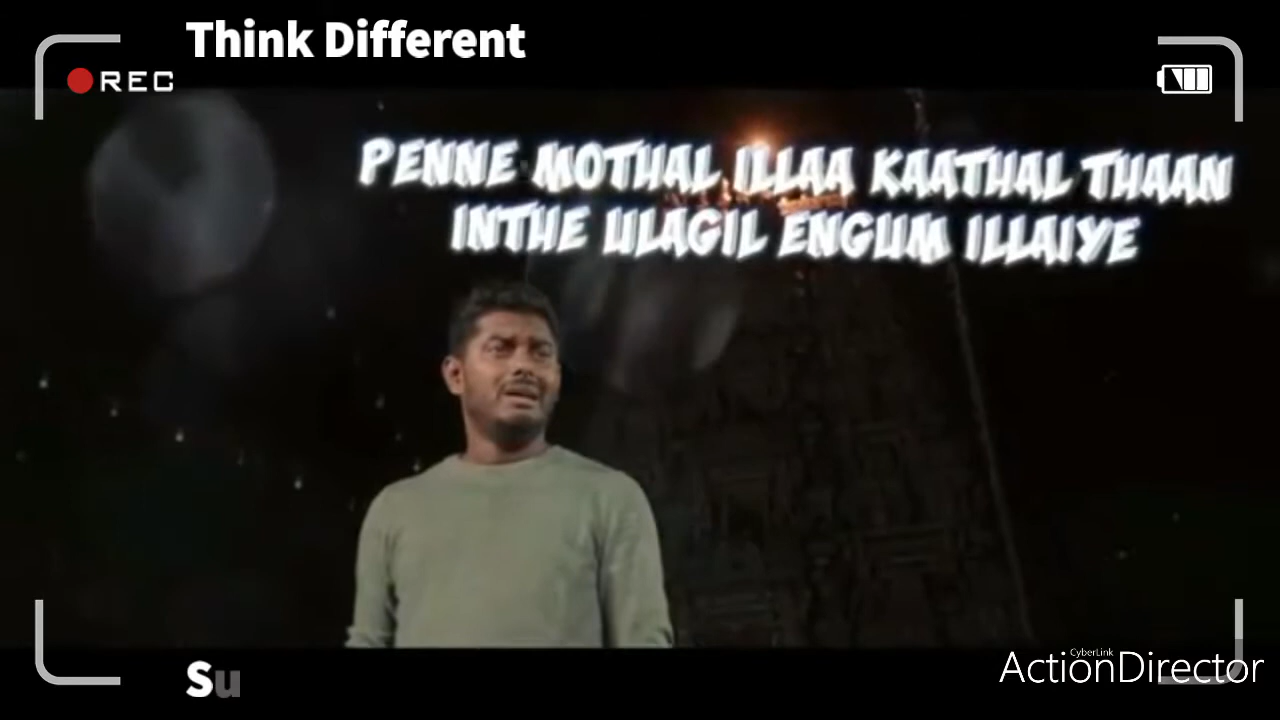 Think Different
REC
PENNE MOTHAL ILLAA KAATHAL THAAN
INTHE ULAGIL ENGUM ILLAIYE
Su
CyberLink
ActionDirector